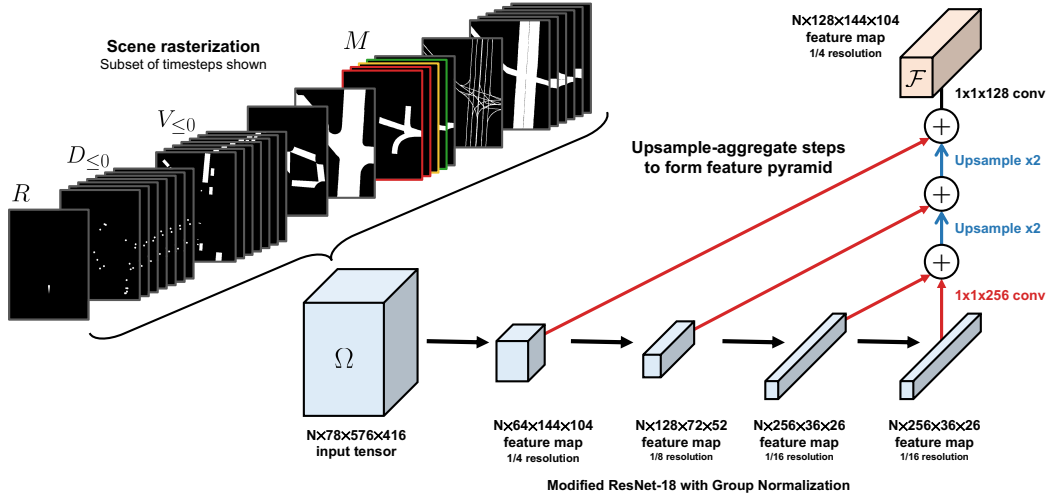 Scene rasterization
Subset of timesteps shown
R
D≤0
V≤0
M
N×128×144×104
feature map
1/4 resolution
F
1x1x128 conv
+
Upsample-aggregate steps
to form feature pyramid
Upsample x2
+
Upsample x2
+
1x1x256 conv
Ω
N×78×576×416
input tensor
N×64×144×104
feature map
1/4 resolution
N×128×72×52
feature map
1/8 resolution
N×256×36×26
feature map
1/16 resolution
N×256×36×26
feature map
1/16 resolution
Modified ResNet-18 with Group Normalization